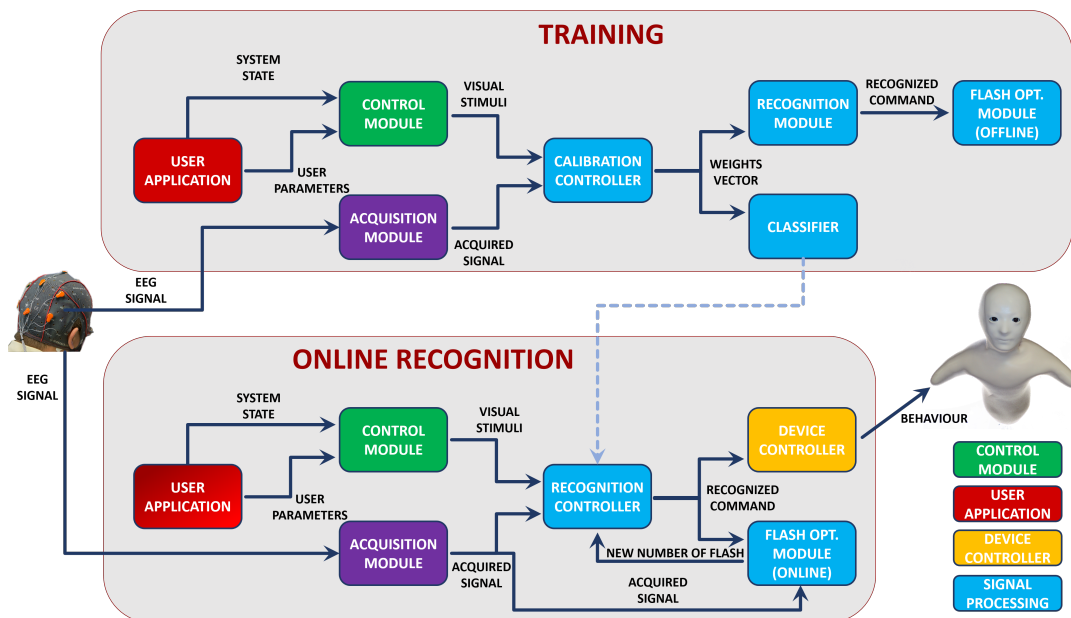 TRAINING
SYSTEM
STATE
CONTROL
MODULE
VISUAL
STIMULI
USER
APPLICATION
USER
PARAMETERS
ACQUISITION
MODULE
ACQUIRED
SIGNAL
CALIBRATION
CONTROLLER
WEIGHTS
VECTOR
RECOGNITION
MODULE
RECOGNIZED
COMMAND
FLASH OPT.
MODULE
(OFFLINE)
CLASSIFIER
EEG
SIGNAL
EEG
SIGNAL
ONLINE RECOGNITION
SYSTEM
STATE
CONTROL
MODULE
VISUAL
STIMULI
USER
APPLICATION
USER
PARAMETERS
ACQUISITION
MODULE
ACQUIRED
SIGNAL
RECOGNITION
CONTROLLER
RECOGNIZED
COMMAND
DEVICE
CONTROLLER
NEW NUMBER OF FLASH
FLASH OPT.
MODULE
(ONLINE)
ACQUIRED
SIGNAL
BEHAVIOUR
CONTROL
MODULE
USER
APPLICATION
DEVICE
CONTROLLER
SIGNAL
PROCESSING